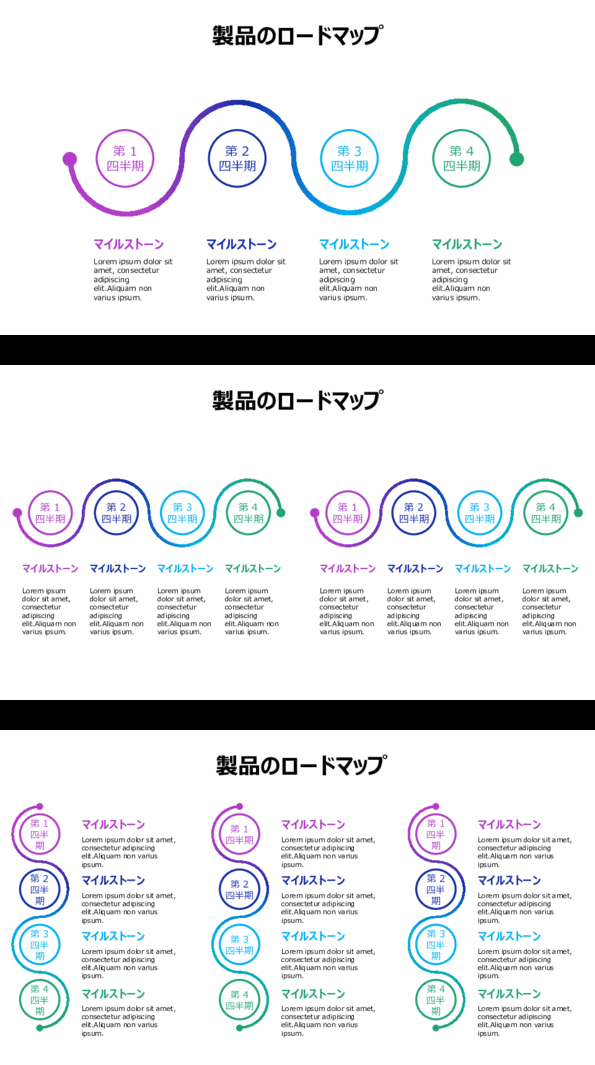 製品のロードマップ
第 1
四半期
第 2
四半期
第 3
四半期
第 4
四半期
マイルストーン
Lorem ipsum dolor sit
amet, consectetur
adipiscing
elit.Aliquam non
varius ipsum.
マイルストーン
Lorem ipsum dolor sit
amet, consectetur
adipiscing
elit.Aliquam non
varius ipsum.
マイルストーン
Lorem ipsum dolor sit
amet, consectetur
adipiscing
elit.Aliquam non
varius ipsum.
マイルストーン
Lorem ipsum dolor sit
amet, consectetur
adipiscing
elit.Aliquam non
varius ipsum.
製品のロードマップ
第 1
四半期
第 2
四半期
第 3
四半期
第 4
四半期
マイルストーン
Lorem ipsum
dolor sit amet,
consectetur
adipiscing
elit.Aliquam non
varius ipsum.
マイルストーン
Lorem ipsum
dolor sit amet,
consectetur
adipiscing
elit.Aliquam non
varius ipsum.
マイルストーン
Lorem ipsum
dolor sit amet,
consectetur
adipiscing
elit.Aliquam non
varius ipsum.
マイルストーン
Lorem ipsum
dolor sit amet,
consectetur
adipiscing
elit.Aliquam non
varius ipsum.
第 1
四半期
第 2
四半期
第 3
四半期
第 4
四半期
マイルストーン
Lorem ipsum
dolor sit amet,
consectetur
adipiscing
elit.Aliquam non
varius ipsum.
マイルストーン
Lorem ipsum
dolor sit amet,
consectetur
adipiscing
elit.Aliquam non
varius ipsum.
マイルストーン
Lorem ipsum
dolor sit amet,
consectetur
adipiscing
elit.Aliquam non
varius ipsum.
マイルストーン
Lorem ipsum
dolor sit amet,
consectetur
adipiscing
elit.Aliquam non
varius ipsum.
製品のロードマップ
第 1
四半
期
マイルストーン
Lorem ipsum dolor sit amet,
consectetur adipiscing
elit.Aliquam non varius
ipsum.
第 2
四半
期
マイルストーン
Lorem ipsum dolor sit amet,
consectetur adipiscing
elit.Aliquam non varius
ipsum.
第 3
四半
期
マイルストーン
Lorem ipsum dolor sit amet,
consectetur adipiscing
elit.Aliquam non varius
ipsum.
第 4
四半
期
マイルストーン
Lorem ipsum dolor sit amet,
consectetur adipiscing
elit.Aliquam non varius
ipsum.
第 1
四半期
マイルストーン
Lorem ipsum dolor sit amet,
consectetur adipiscing
elit.Aliquam non varius
ipsum.
第 2
四半期
マイルストーン
Lorem ipsum dolor sit amet,
consectetur adipiscing
elit.Aliquam non varius
ipsum.
第 3
四半期
マイルストーン
Lorem ipsum dolor sit amet,
consectetur adipiscing
elit.Aliquam non varius
ipsum.
第 4
四半期
マイルストーン
Lorem ipsum dolor sit amet,
consectetur adipiscing
elit.Aliquam non varius
ipsum.
第 1
四半
期
マイルストーン
Lorem ipsum dolor sit amet,
consectetur adipiscing
elit.Aliquam non varius
ipsum.
第 2
四半
期
マイルストーン
Lorem ipsum dolor sit amet,
consectetur adipiscing
elit.Aliquam non varius
ipsum.
第 3
四半
期
マイルストーン
Lorem ipsum dolor sit amet,
consectetur adipiscing
elit.Aliquam non varius
ipsum.
第 4
四半
期
マイルストーン
Lorem ipsum dolor sit amet,
consectetur adipiscing
elit.Aliquam non varius
ipsum.